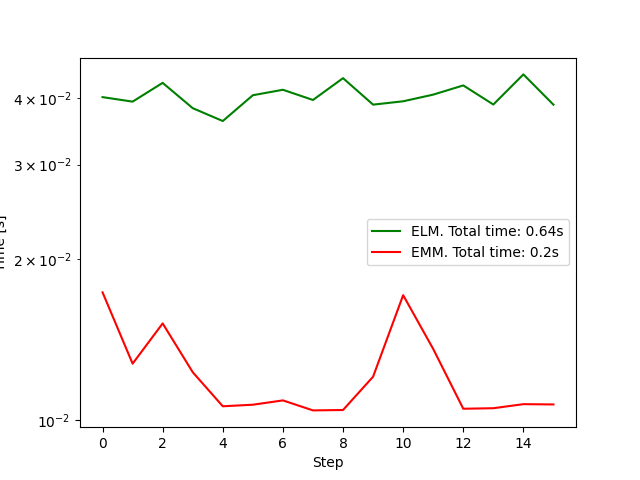 4 × 10⁻²
3 × 10⁻²
2 × 10⁻²
10⁻²
ELM. Total time: 0.64s
EMM. Total time: 0.2s
0 2 4 6 8 10 12 14
Step